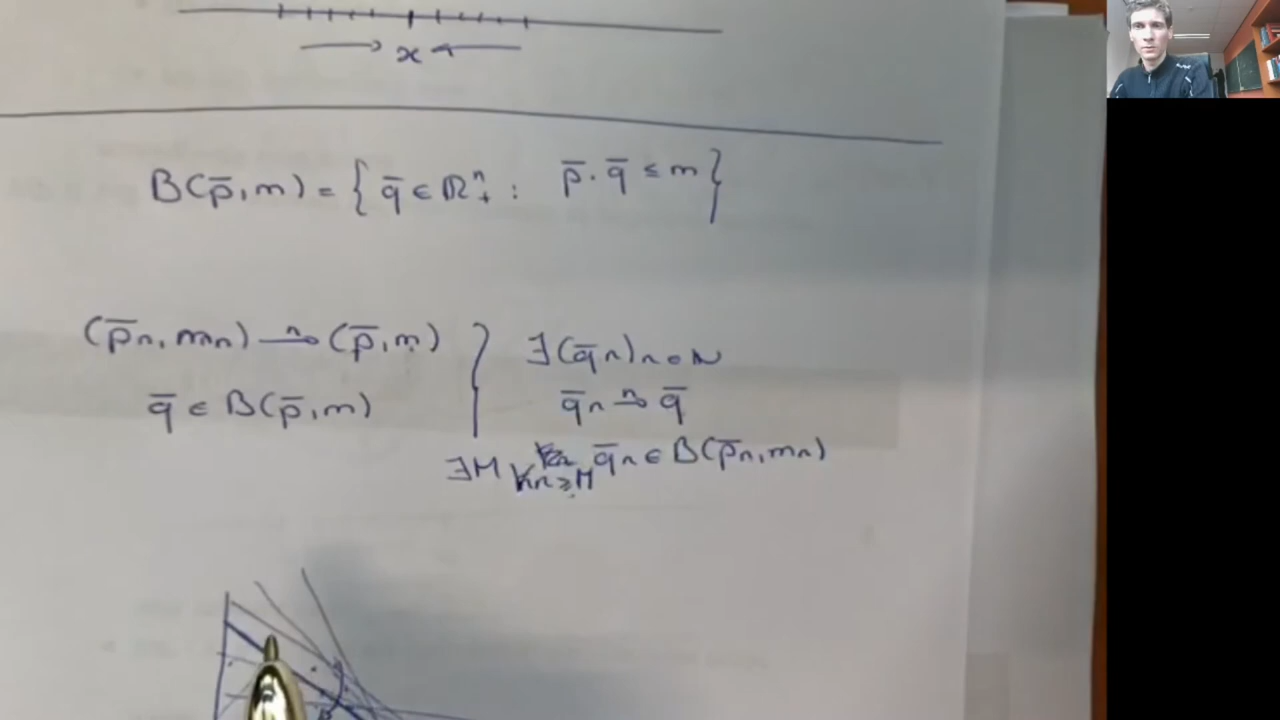 x
B(p̄, m) = { q̄ ∈ ℝⁿ₊ : p̄ · q̄ ≤ m }
(p̄n, mn) →ⁿ (p̄, m) } ∃(q̄n)n∈ℕ
q̄ ∈ B(p̄, m) q̄n →ⁿ q̄
∃M ∀n≥M q̄n ∈ B(p̄n, mn)